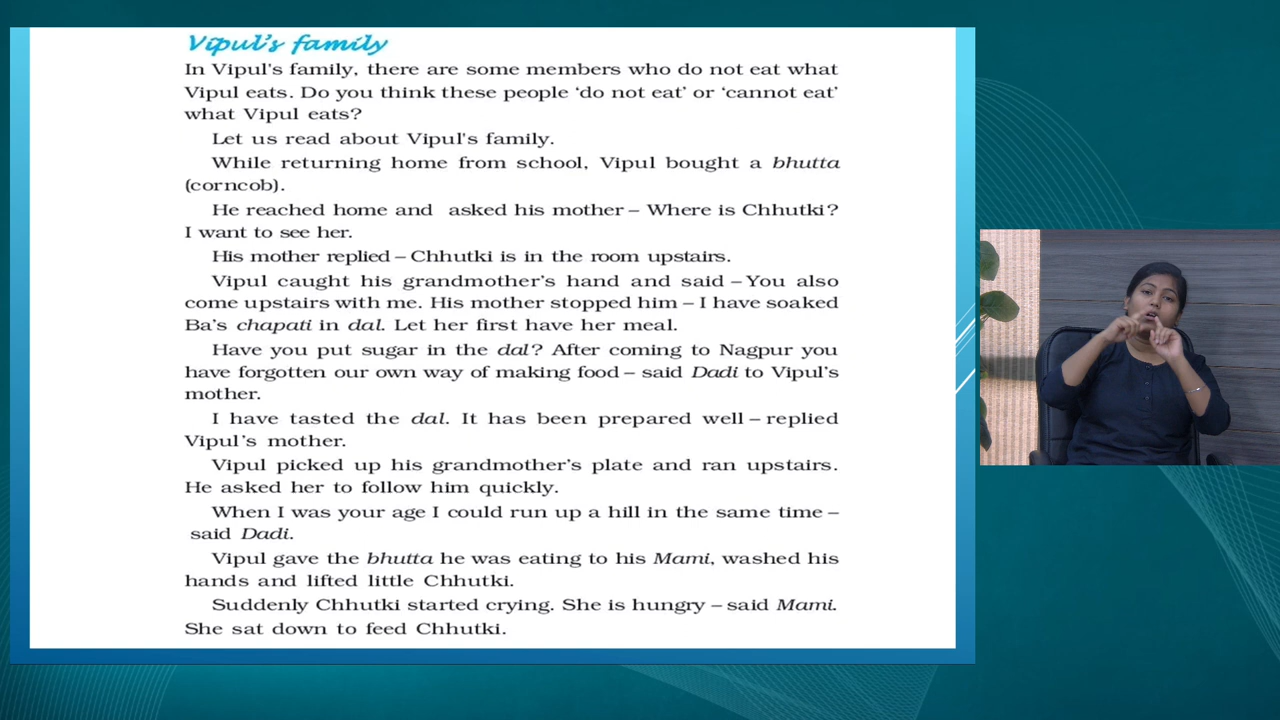 Vipul's family
In Vipul's family, there are some members who do not eat what
Vipul eats. Do you think these people ‘do not eat’ or ‘cannot eat’
what Vipul eats?
Let us read about Vipul's family.
While returning home from school, Vipul bought a bhutta
(corncob).
He reached home and asked his mother – Where is Chhutki?
I want to see her.
His mother replied – Chhutki is in the room upstairs.
Vipul caught his grandmother’s hand and said – You also
come upstairs with me. His mother stopped him – I have soaked
Ba’s chapati in dal. Let her first have her meal.
Have you put sugar in the dal? After coming to Nagpur you
have forgotten our own way of making food – said Dadi to Vipul’s
mother.
I have tasted the dal. It has been prepared well – replied
Vipul’s mother.
Vipul picked up his grandmother’s plate and ran upstairs.
He asked her to follow him quickly.
When I was your age I could run up a hill in the same time –
said Dadi.
Vipul gave the bhutta he was eating to his Mami, washed his
hands and lifted little Chhutki.
Suddenly Chhutki started crying. She is hungry – said Mami.
She sat down to feed Chhutki.